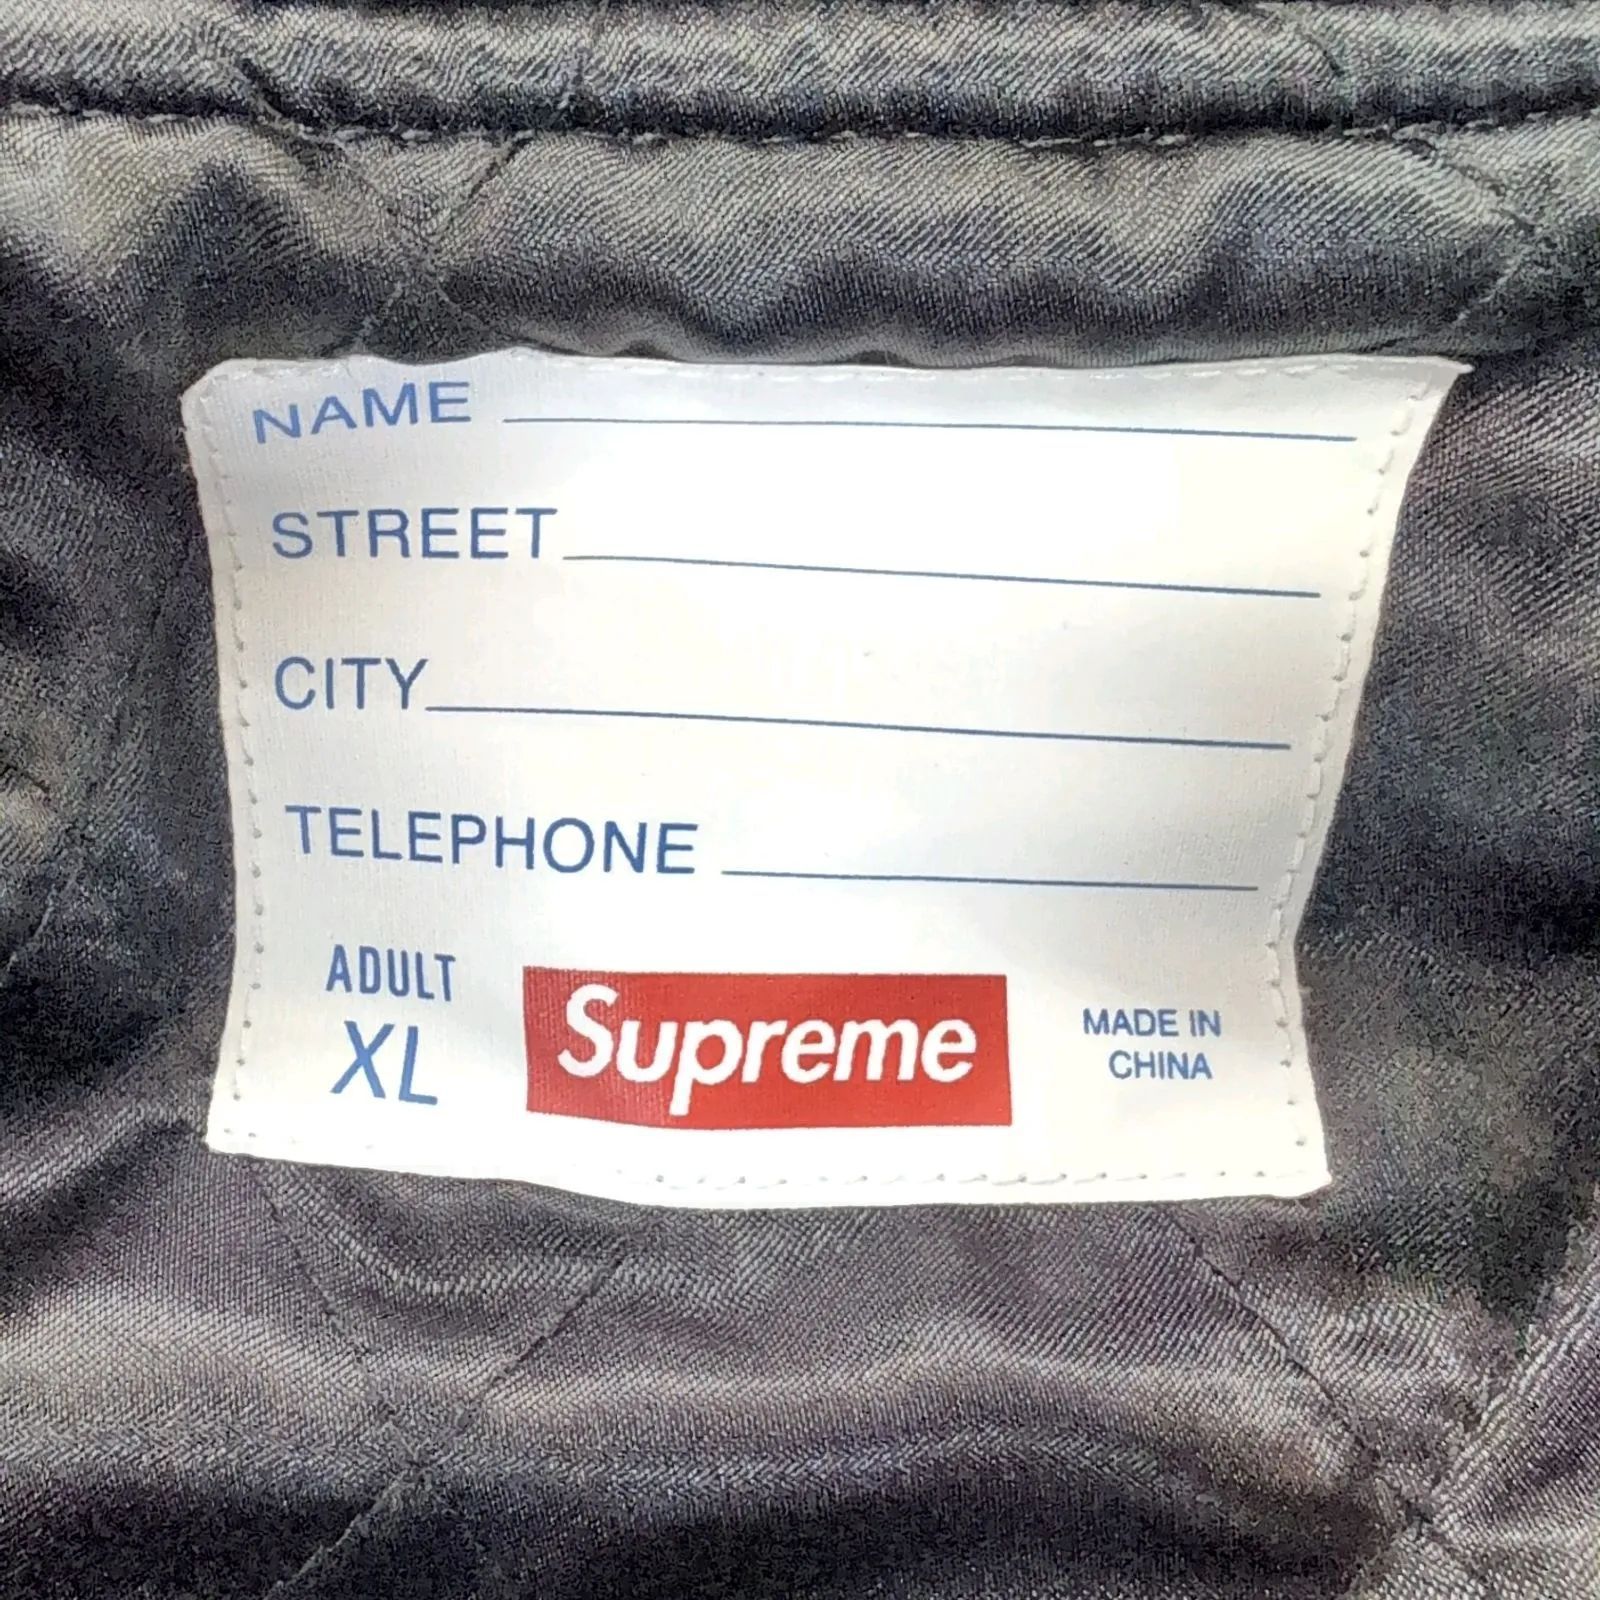 NAME
STREET
CITY
TELEPHONE
ADULT
XL
Supreme
MADE IN
CHINA